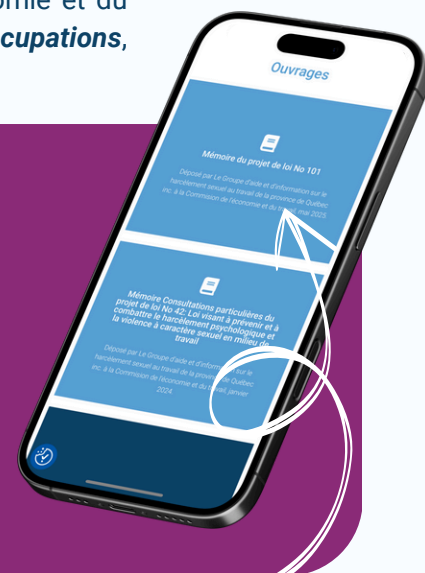 omie et du
cupations,
Ouvrages
Mémoire du projet de loi No 101
Déposé par Le Groupe d'aide et d'information sur le
harcèlement sexuel au travail de la province de Québec
inc. à la Commission de l'économie et du travail, mai 2025
Mémoire Consultations particulières du
projet de loi No 42: Loi visant à prévenir et à
combattre le harcèlement psychologique et
la violence à caractère sexuel en milieu de
travail
Déposé par Le Groupe d'aide et d'information sur le
harcèlement sexuel au travail de la province de Québec
inc. à la Commission de l'économie et du travail, janvier
2024